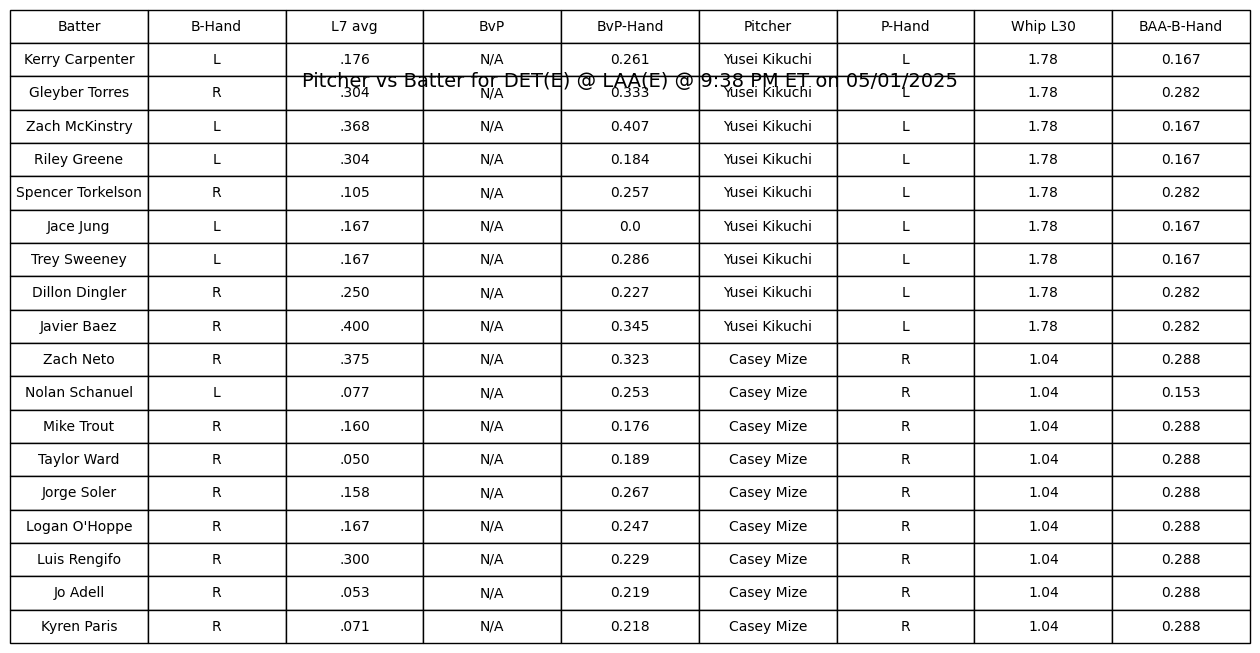 Batter B-Hand L7 avg BvP BvP-Hand Pitcher P-Hand Whip L30 BAA-B-Hand
Kerry Carpenter L .176 N/A 0.261 Yusei Kikuchi L 1.78 0.167
Pitcher vs Batter for DET(E) @ LAA(E) @ 9:38 PM ET on 05/01/2025
Gleyber Torres R .304 N/A 0.333 Yusei Kikuchi L 1.78 0.282
Zach McKinstry L .368 N/A 0.407 Yusei Kikuchi L 1.78 0.167
Riley Greene L .304 N/A 0.184 Yusei Kikuchi L 1.78 0.167
Spencer Torkelson R .105 N/A 0.257 Yusei Kikuchi L 1.78 0.282
Jace Jung L .167 N/A 0.0 Yusei Kikuchi L 1.78 0.167
Trey Sweeney L .167 N/A 0.286 Yusei Kikuchi L 1.78 0.167
Dillon Dingler R .250 N/A 0.227 Yusei Kikuchi L 1.78 0.282
Javier Baez R .400 N/A 0.345 Yusei Kikuchi L 1.78 0.282
Zach Neto R .375 N/A 0.323 Casey Mize R 1.04 0.288
Nolan Schanuel L .077 N/A 0.253 Casey Mize R 1.04 0.153
Mike Trout R .160 N/A 0.176 Casey Mize R 1.04 0.288
Taylor Ward R .050 N/A 0.189 Casey Mize R 1.04 0.288
Jorge Soler R .158 N/A 0.267 Casey Mize R 1.04 0.288
Logan O'Hoppe R .167 N/A 0.247 Casey Mize R 1.04 0.288
Luis Rengifo R .300 N/A 0.229 Casey Mize R 1.04 0.288
Jo Adell R .053 N/A 0.219 Casey Mize R 1.04 0.288
Kyren Paris R .071 N/A 0.218 Casey Mize R 1.04 0.288